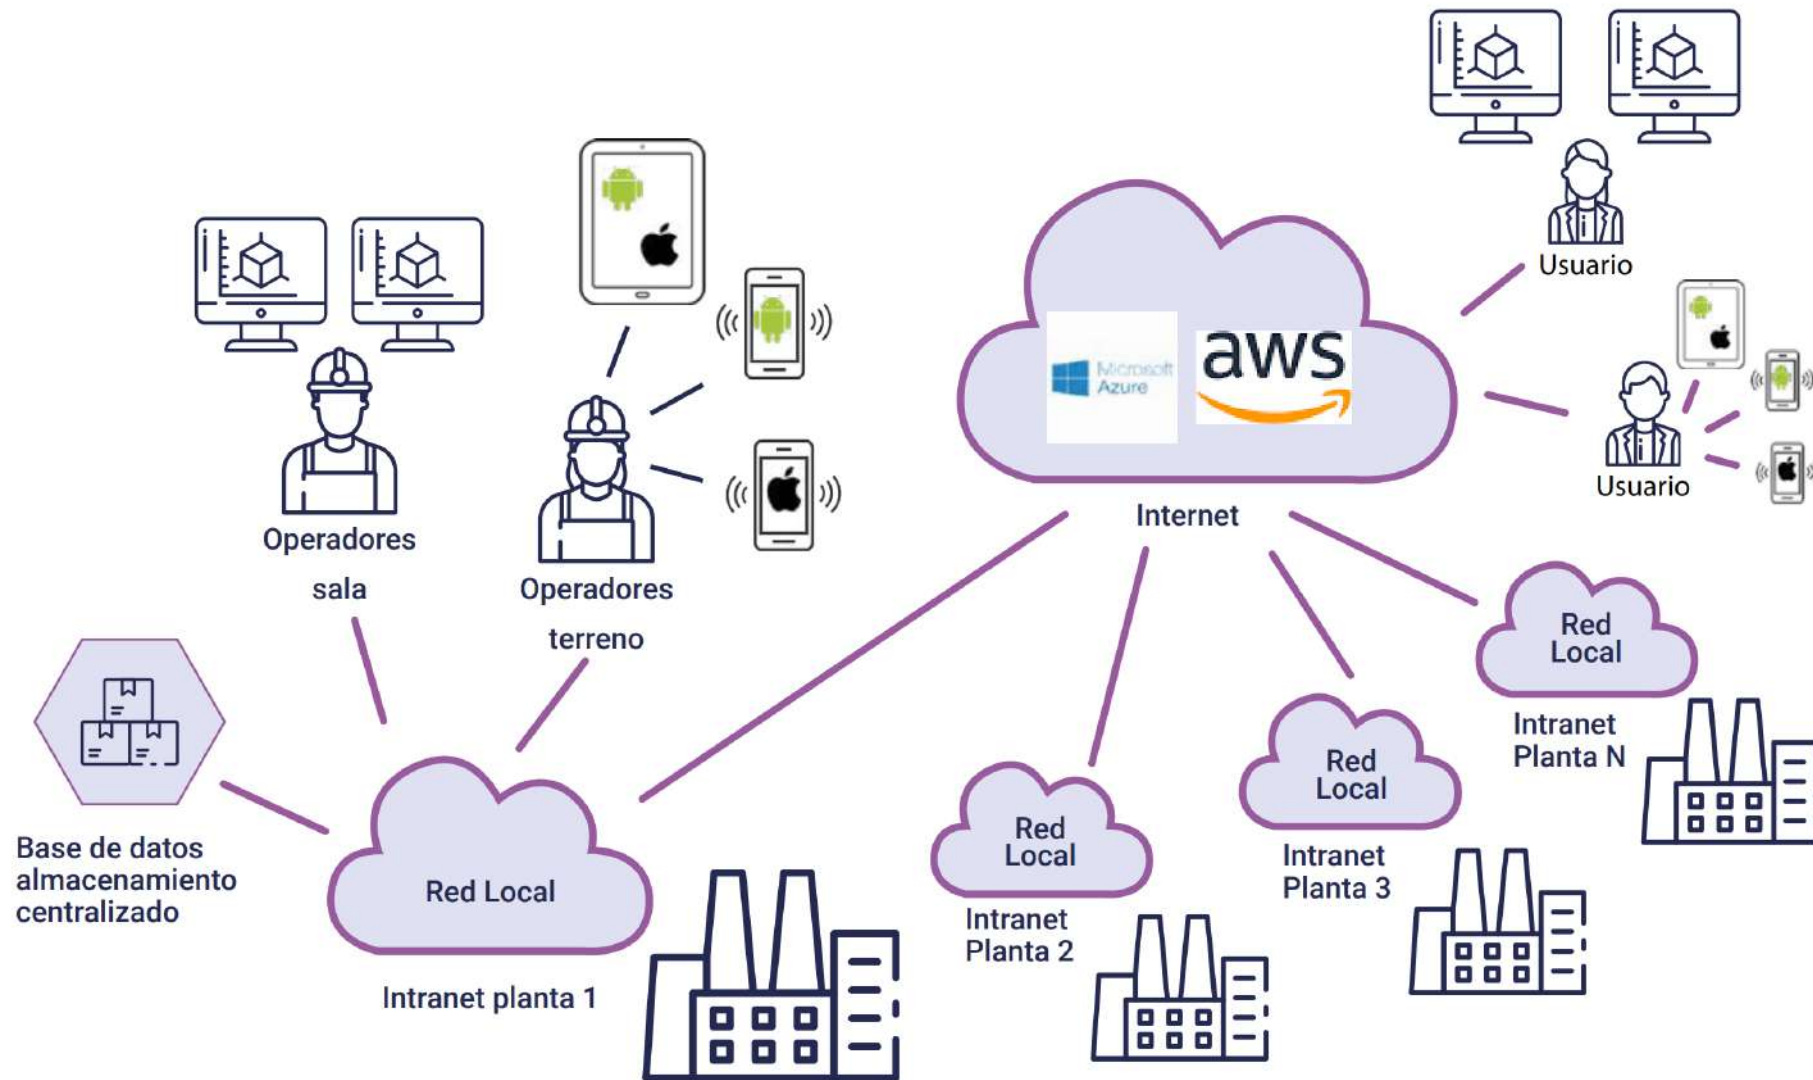 Operadores
sala
Operadores
terreno
Base de datos
almacenamiento
centralizado
Red Local
Intranet planta 1
Microsoft
Azure
aws
Internet
Usuario
Usuario
Red
Local
Intranet
Planta 2
Red
Local
Intranet
Planta 3
Red
Local
Intranet
Planta N